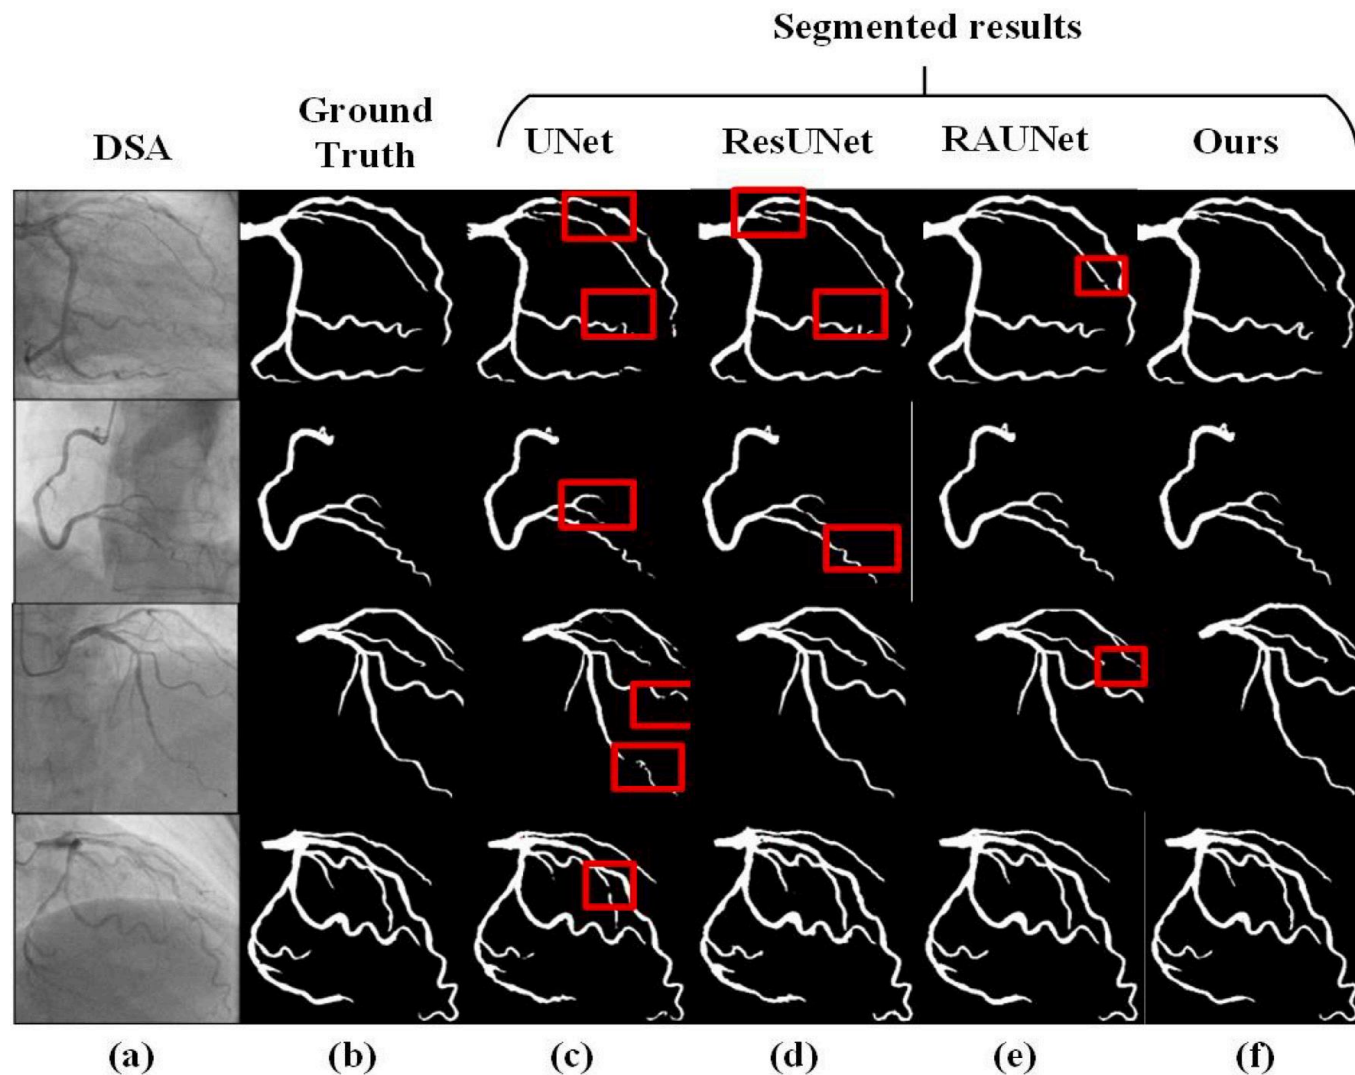 Segmented results
Ground
Truth
DSA
UNet
ResUNet
RAUNet
Ours
(a)
(b)
(c)
(d)
(e)
(f)